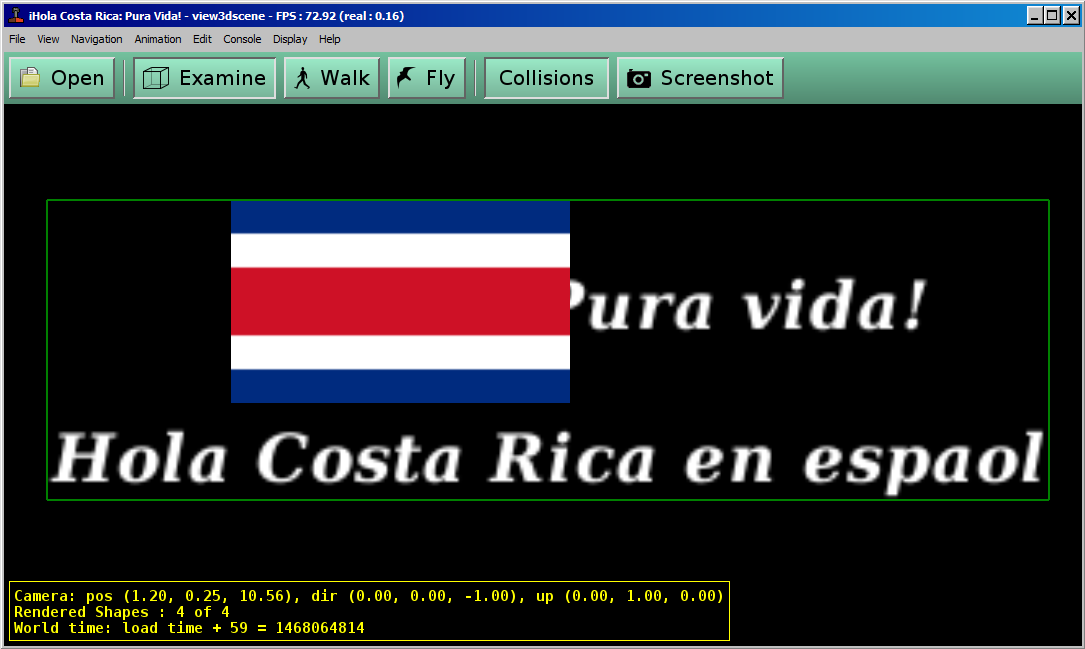 iHola Costa Rica: Pura Vida! - view3dscene - FPS : 72.92 (real : 0.16)
File View Navigation Animation Edit Console Display Help
Open Examine Walk Fly Collisions Screenshot
Pura vida!
Hola Costa Rica en espaol
Camera: pos (1.20, 0.25, 10.56), dir (0.00, 0.00, -1.00), up (0.00, 1.00, 0.00)
Rendered Shapes : 4 of 4
World time: load time + 59 = 1468064814